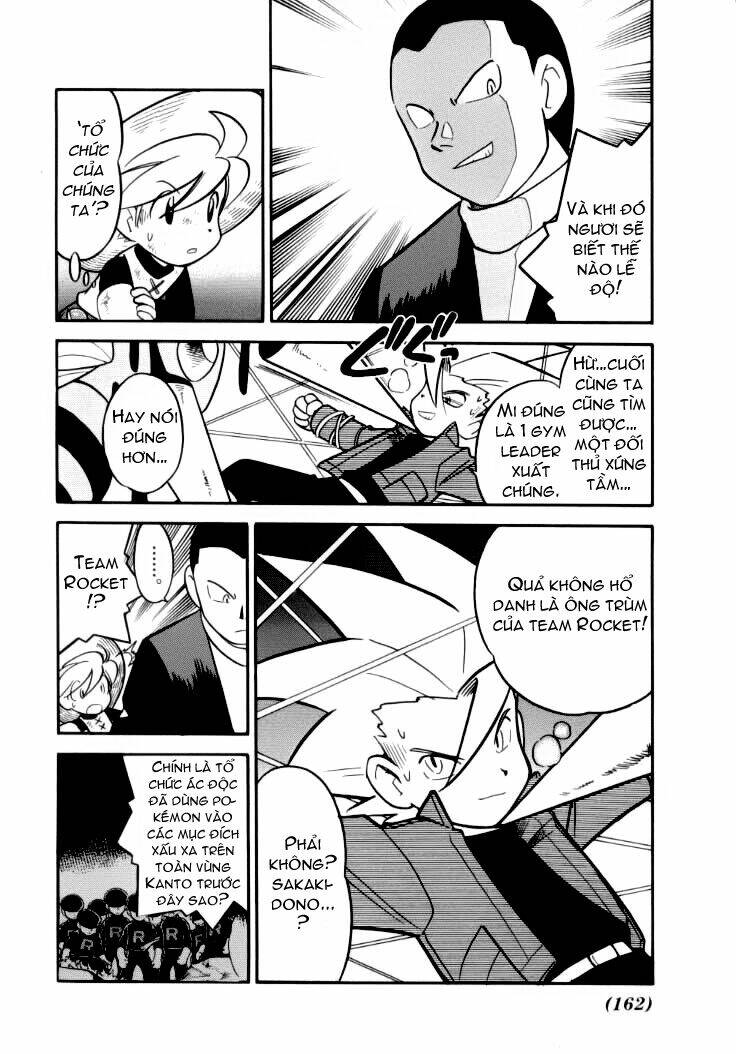 VÀ KHI ĐÓ
NGƯƠI SẼ
BIẾT THẾ
NÀO LỄ
ĐỘ!
'TỔ
CHỨC
CỦA
CHÚNG
TA'?
HỪ...CUỐI
CÙNG TA
CŨNG TÌM
ĐƯỢC...
MỘT ĐỐI
THỦ XÚNG
TẦM...
MI ĐÚNG
LÀ 1 GYM
LEADER
XUẤT
CHÚNG.
グググ...
HAY NÓI
ĐÚNG
HƠN...
QUẢ KHÔNG HỔ
DANH LÀ ÔNG TRÙM
CỦA TEAM ROCKET!
PHẢI
KHÔNG?
SAKAKI-
DONO...
?
......。
TEAM
ROCKET
!?
CHÍNH LÀ TỔ
CHỨC ÁC ĐỘC
ĐÃ DÙNG PO-
KÉMON VÀO
CÁC MỤC ĐÍCH
XẤU XA TRÊN
TOÀN VÙNG
KANTO TRƯỚC
ĐÂY SAO?
R R R R
(162)